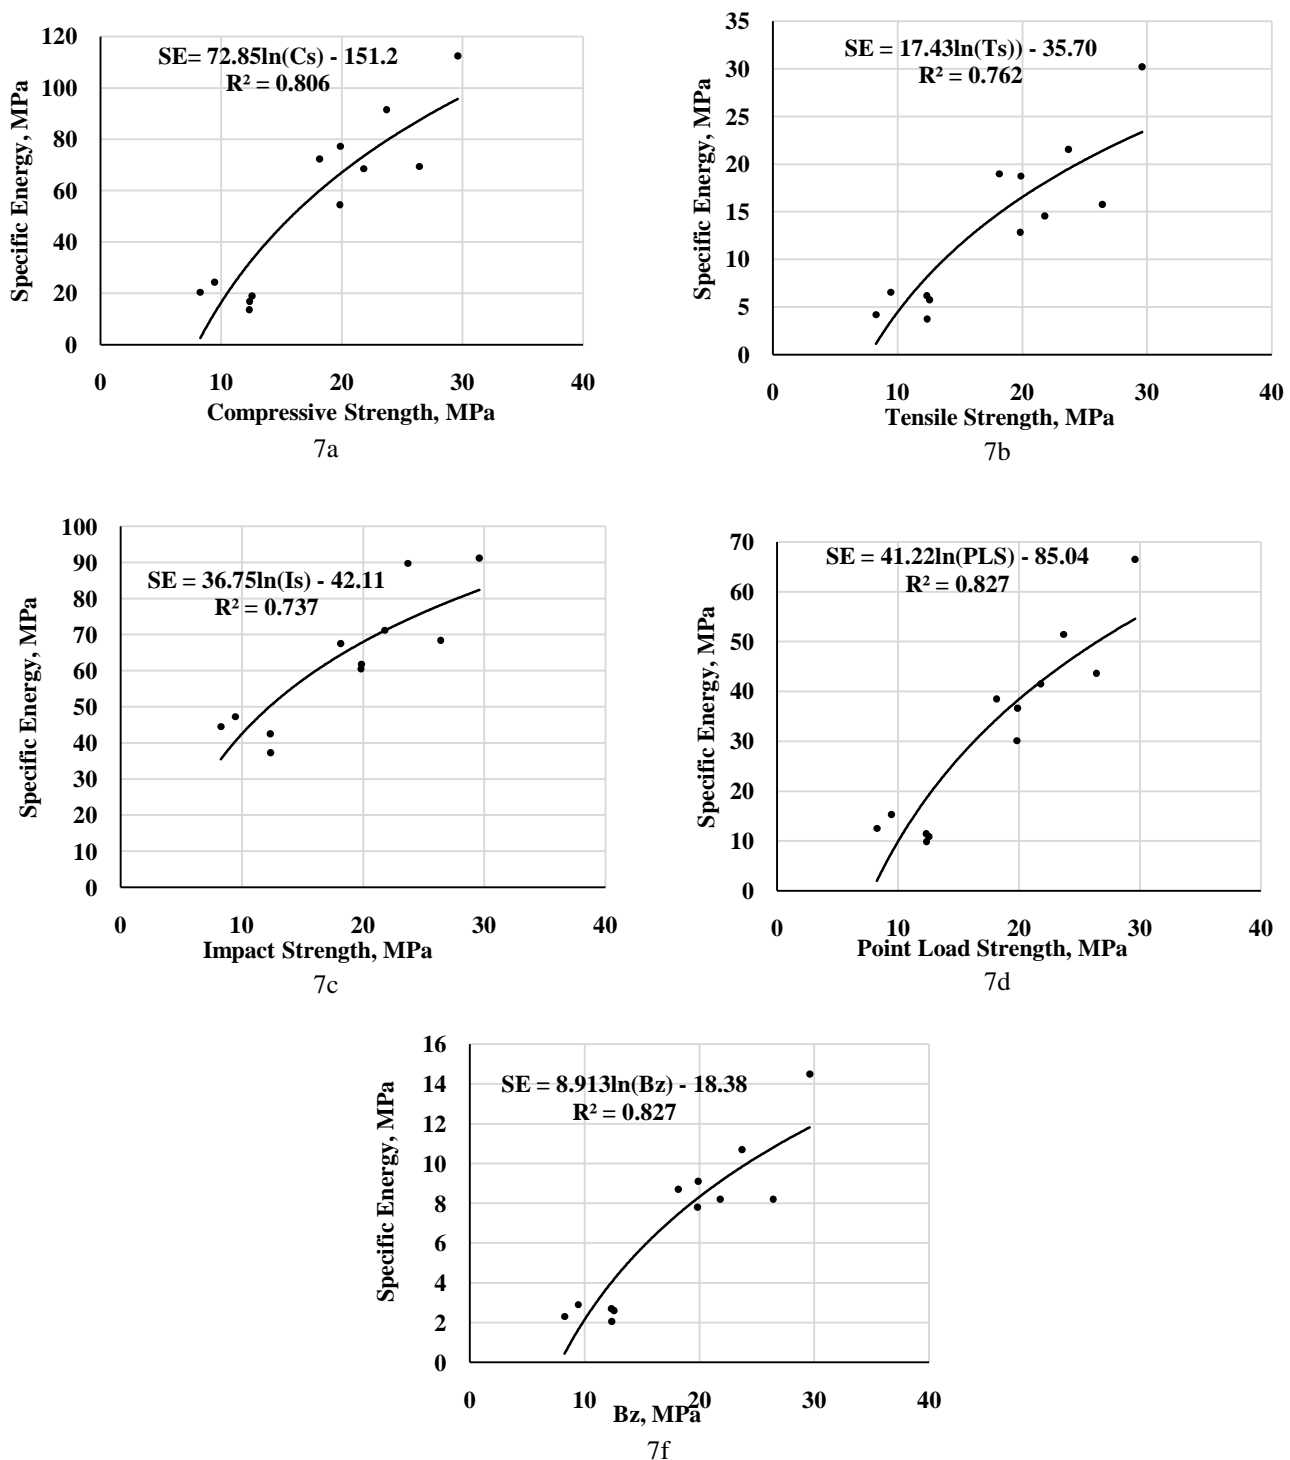 SE= 72.85ln(Cs) - 151.2
R² = 0.806
120
100
80
60
40
20
0
0 10 20 30 40
Specific Energy, MPa
Compressive Strength, MPa
7a
SE = 17.43ln(Ts)) - 35.70
R² = 0.762
35
30
25
20
15
10
5
0
0 10 20 30 40
Specific Energy, MPa
Tensile Strength, MPa
7b
SE = 36.75ln(Is) - 42.11
R² = 0.737
100
90
80
70
60
50
40
30
20
10
0
0 10 20 30 40
Specific Energy, MPa
Impact Strength, MPa
7c
SE = 41.22ln(PLS) - 85.04
R² = 0.827
70
60
50
40
30
20
10
0
0 10 20 30 40
Specific Energy, MPa
Point Load Strength, MPa
7d
SE = 8.913ln(Bz) - 18.38
R² = 0.827
16
14
12
10
8
6
4
2
0
0 10 20 30 40
Specific Energy, MPa
Bz, MPa
7f